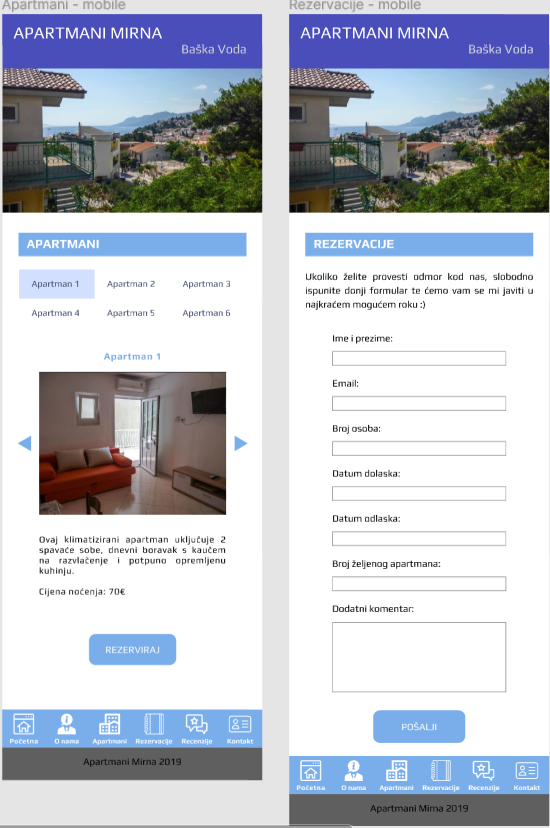 Apartmani - mobile
APARTMANI MIRNA
Baška Voda
APARTMANI
Apartman 1 Apartman 2 Apartman 3
Apartman 4 Apartman 5 Apartman 6
Apartman 1
Ovaj klimatizirani apartman uključuje 2
spavaće sobe, dnevni boravak s kaučem
na razvlačenje i potpuno opremljenu
kuhinju.
Cijena noćenja: 70€
REZERVIRAJ
Početna O nama Apartmani Rezervacije Recenzije Kontakt
Apartmani Mirna 2019
Rezervacije - mobile
APARTMANI MIRNA
Baška Voda
REZERVACIJE
Ukoliko želite provesti odmor kod nas, slobodno
ispunite donji formular te ćemo vam se mi javiti u
najkraćem mogućem roku :)
Ime i prezime:
Email:
Broj osoba:
Datum dolaska:
Datum odlaska:
Broj željenog apartmana:
Dodatni komentar:
POŠALJI
Početna O nama Apartmani Rezervacije Recenzije Kontakt
Apartmani Mirna 2019